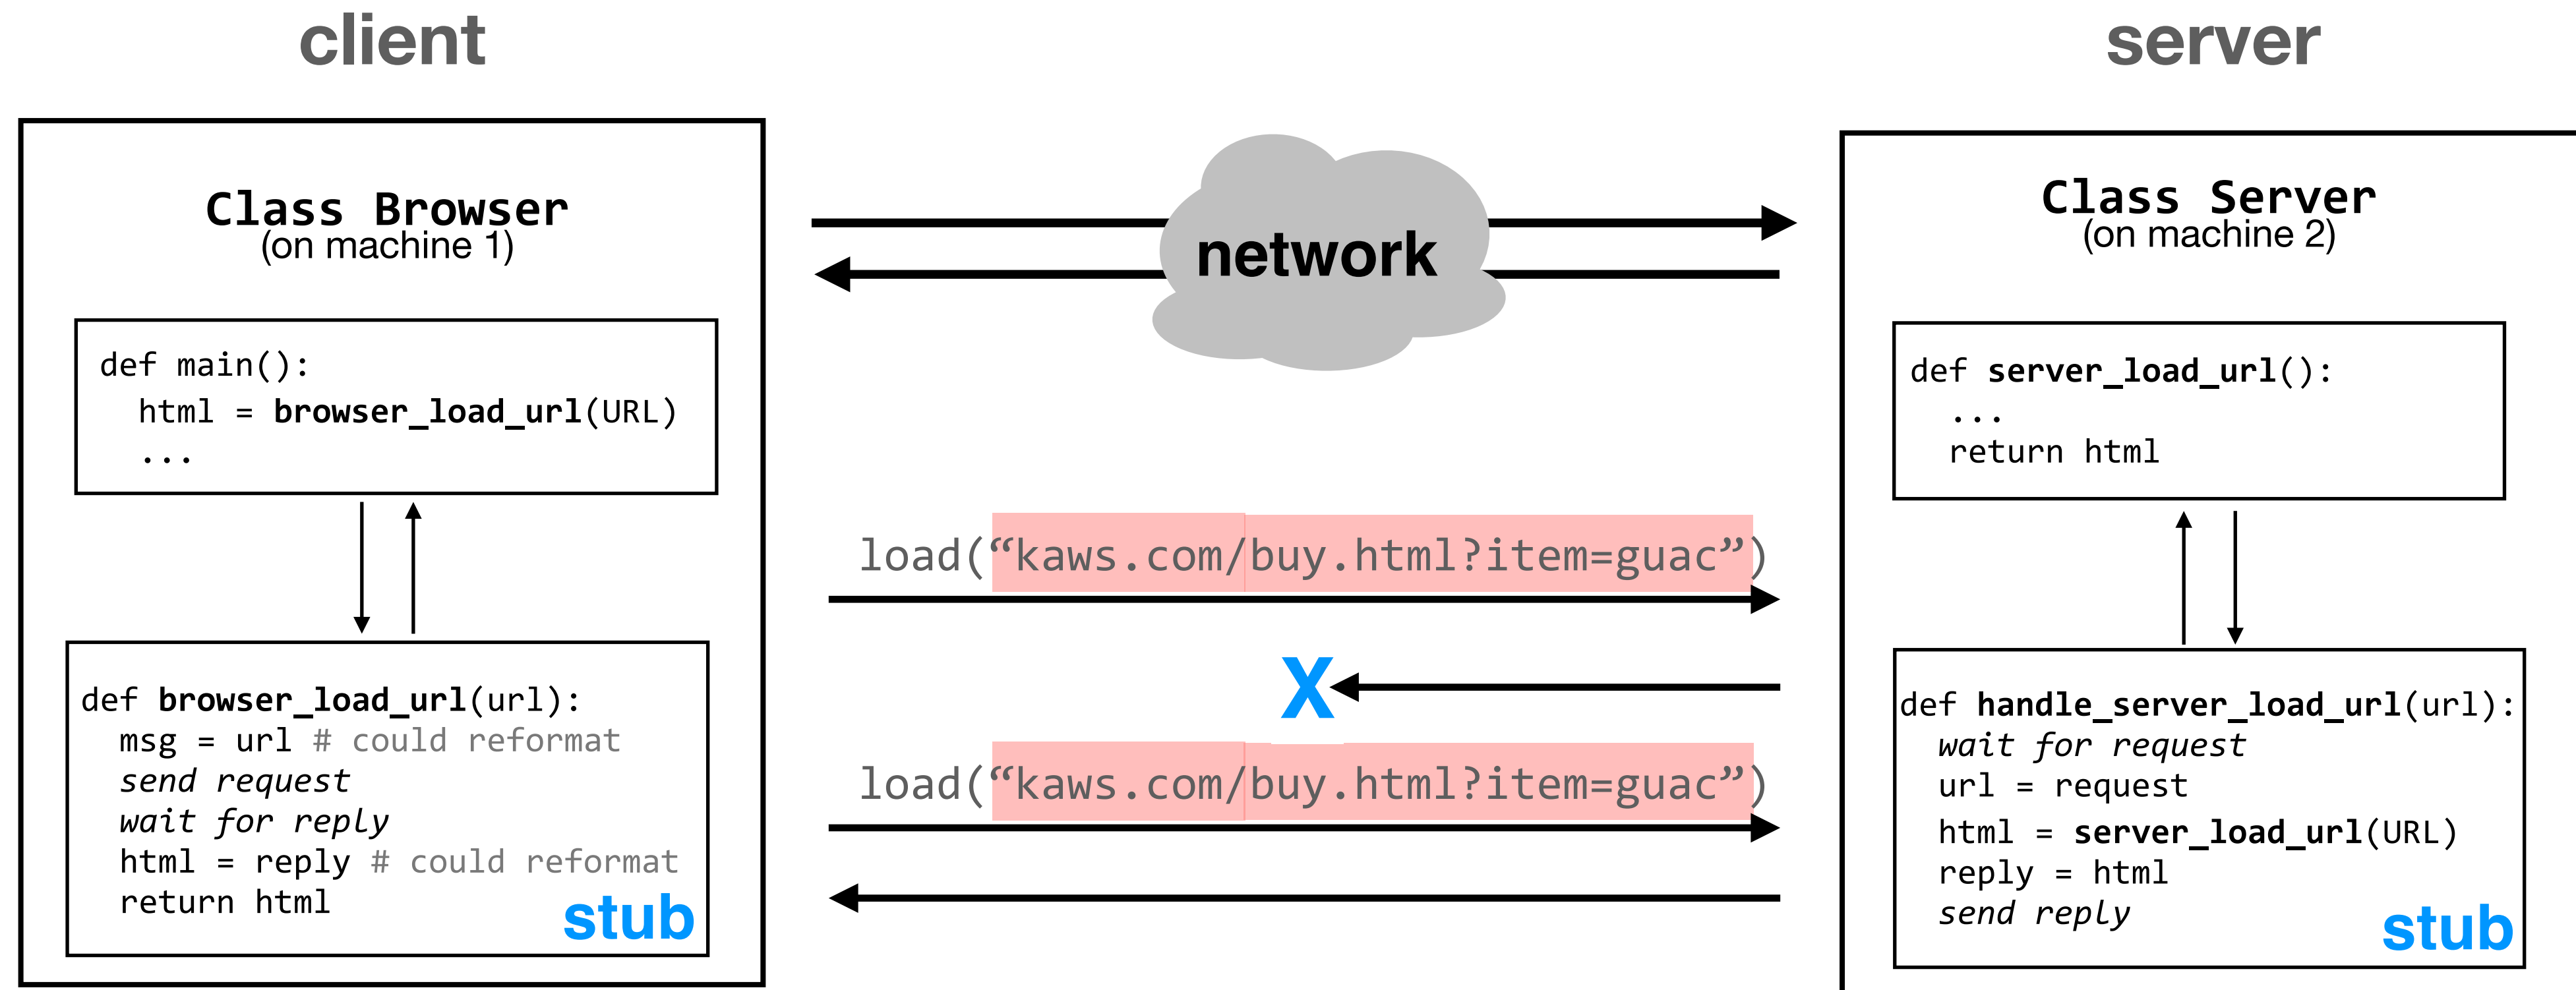 client
server
Class Browser
(on machine 1)
def main():
html = browser_load_url(URL)
...
def browser_load_url(url):
msg = url # could reformat
send request
wait for reply
html = reply # could reformat
return html
stub
network
load(“kaws.com/buy.html?item=guac”)
X
load(“kaws.com/buy.html?item=guac”)
Class Server
(on machine 2)
def server_load_url():
...
return html
def handle_server_load_url(url):
wait for request
url = request
html = server_load_url(URL)
reply = html
send reply
stub